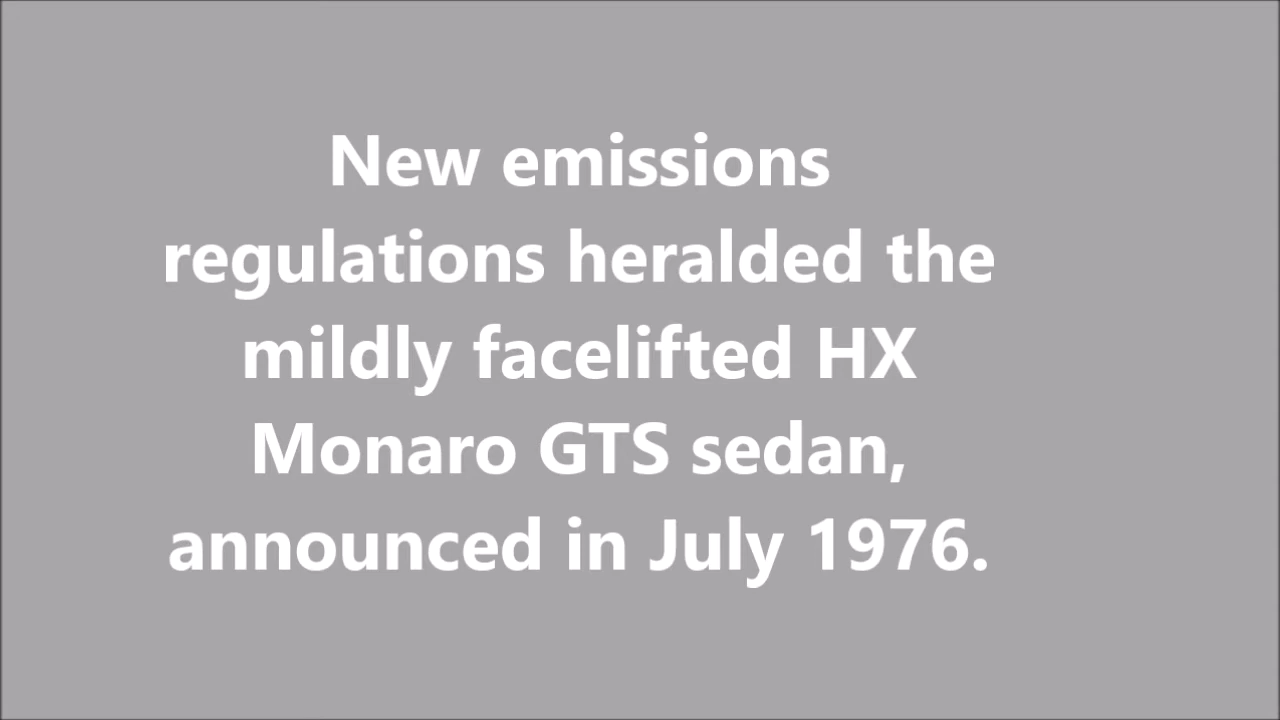 New emissions
regulations heralded the
mildly facelifted HX
Monaro GTS sedan,
announced in July 1976.